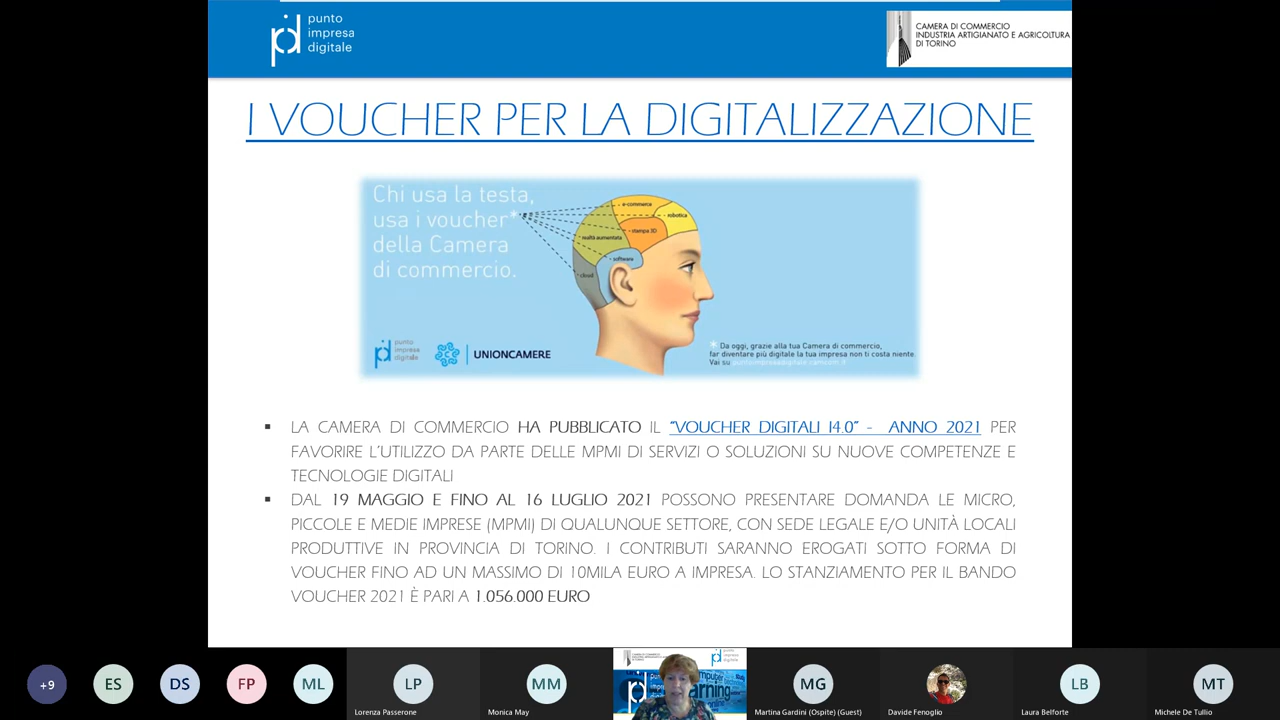 punto
impresa
digitale
CAMERA DI COMMERCIO
INDUSTRIA ARTIGIANATO E AGRICOLTURA
DI TORINO
I VOUCHER PER LA DIGITALIZZAZIONE
Chi usa la testa,
usa i voucher*
della Camera
di commercio.
e-commerce
robotica
stampa 3D
realtà aumentata
software
cloud
punto
impresa
digitale
UNIONCAMERE
* Da oggi, grazie alla tua Camera di commercio,
far diventare più digitale la tua impresa non ti costa niente.
Vai su puntoimpresadigitale.camcom.it
▪ LA CAMERA DI COMMERCIO HA PUBBLICATO IL "VOUCHER DIGITALI I4.0" - ANNO 2021 PER
FAVORIRE L'UTILIZZO DA PARTE DELLE MPMI DI SERVIZI O SOLUZIONI SU NUOVE COMPETENZE E
TECNOLOGIE DIGITALI
▪ DAL 19 MAGGIO E FINO AL 16 LUGLIO 2021 POSSONO PRESENTARE DOMANDA LE MICRO,
PICCOLE E MEDIE IMPRESE (MPMI) DI QUALUNQUE SETTORE, CON SEDE LEGALE E/O UNITÀ LOCALI
PRODUTTIVE IN PROVINCIA DI TORINO. I CONTRIBUTI SARANNO EROGATI SOTTO FORMA DI
VOUCHER FINO AD UN MASSIMO DI 10MILA EURO A IMPRESA. LO STANZIAMENTO PER IL BANDO
VOUCHER 2021 È PARI A 1.056.000 EURO
+9
ES
DS
FP
ML
LP
Lorenza Passerone
MM
Monica May
punto
impresa
digitale
MG
Martina Gardini (Ospite) (Guest)
Davide Fenoglio
LB
Laura Belforte
MT
Michele De Tullio